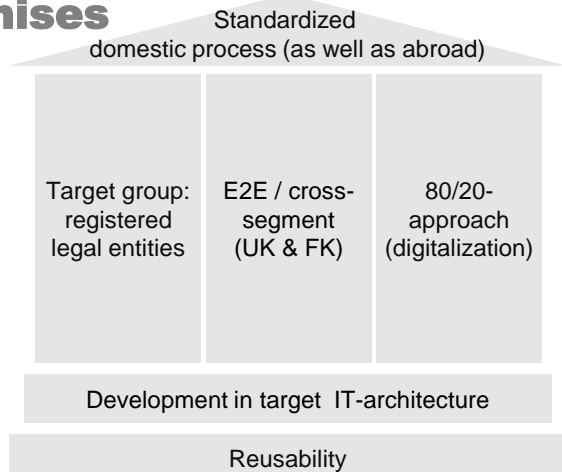 nises
Standardized
domestic process (as well as abroad)
Target group:
registered
legal entities
E2E / cross-
segment
(UK & FK)
80/20-
approach
(digitalization)
Development in target IT-architecture
Reusability